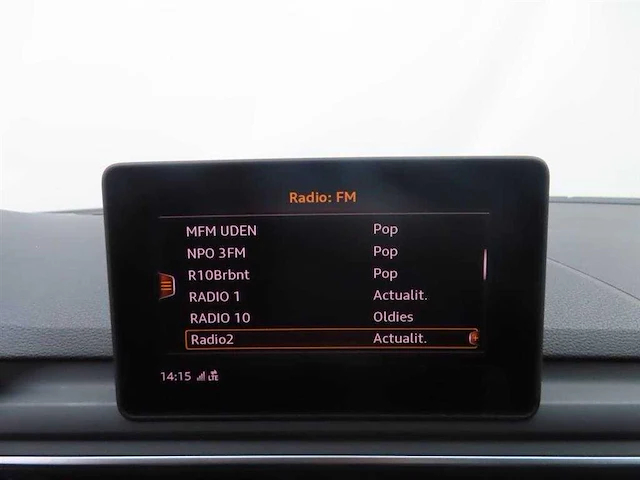 Radio: FM
MFM UDEN Pop
NPO 3FM Pop
R10Brbnt Pop
RADIO 1 Actualit.
RADIO 10 Oldies
Radio2 Actualit.
14:15 LTE